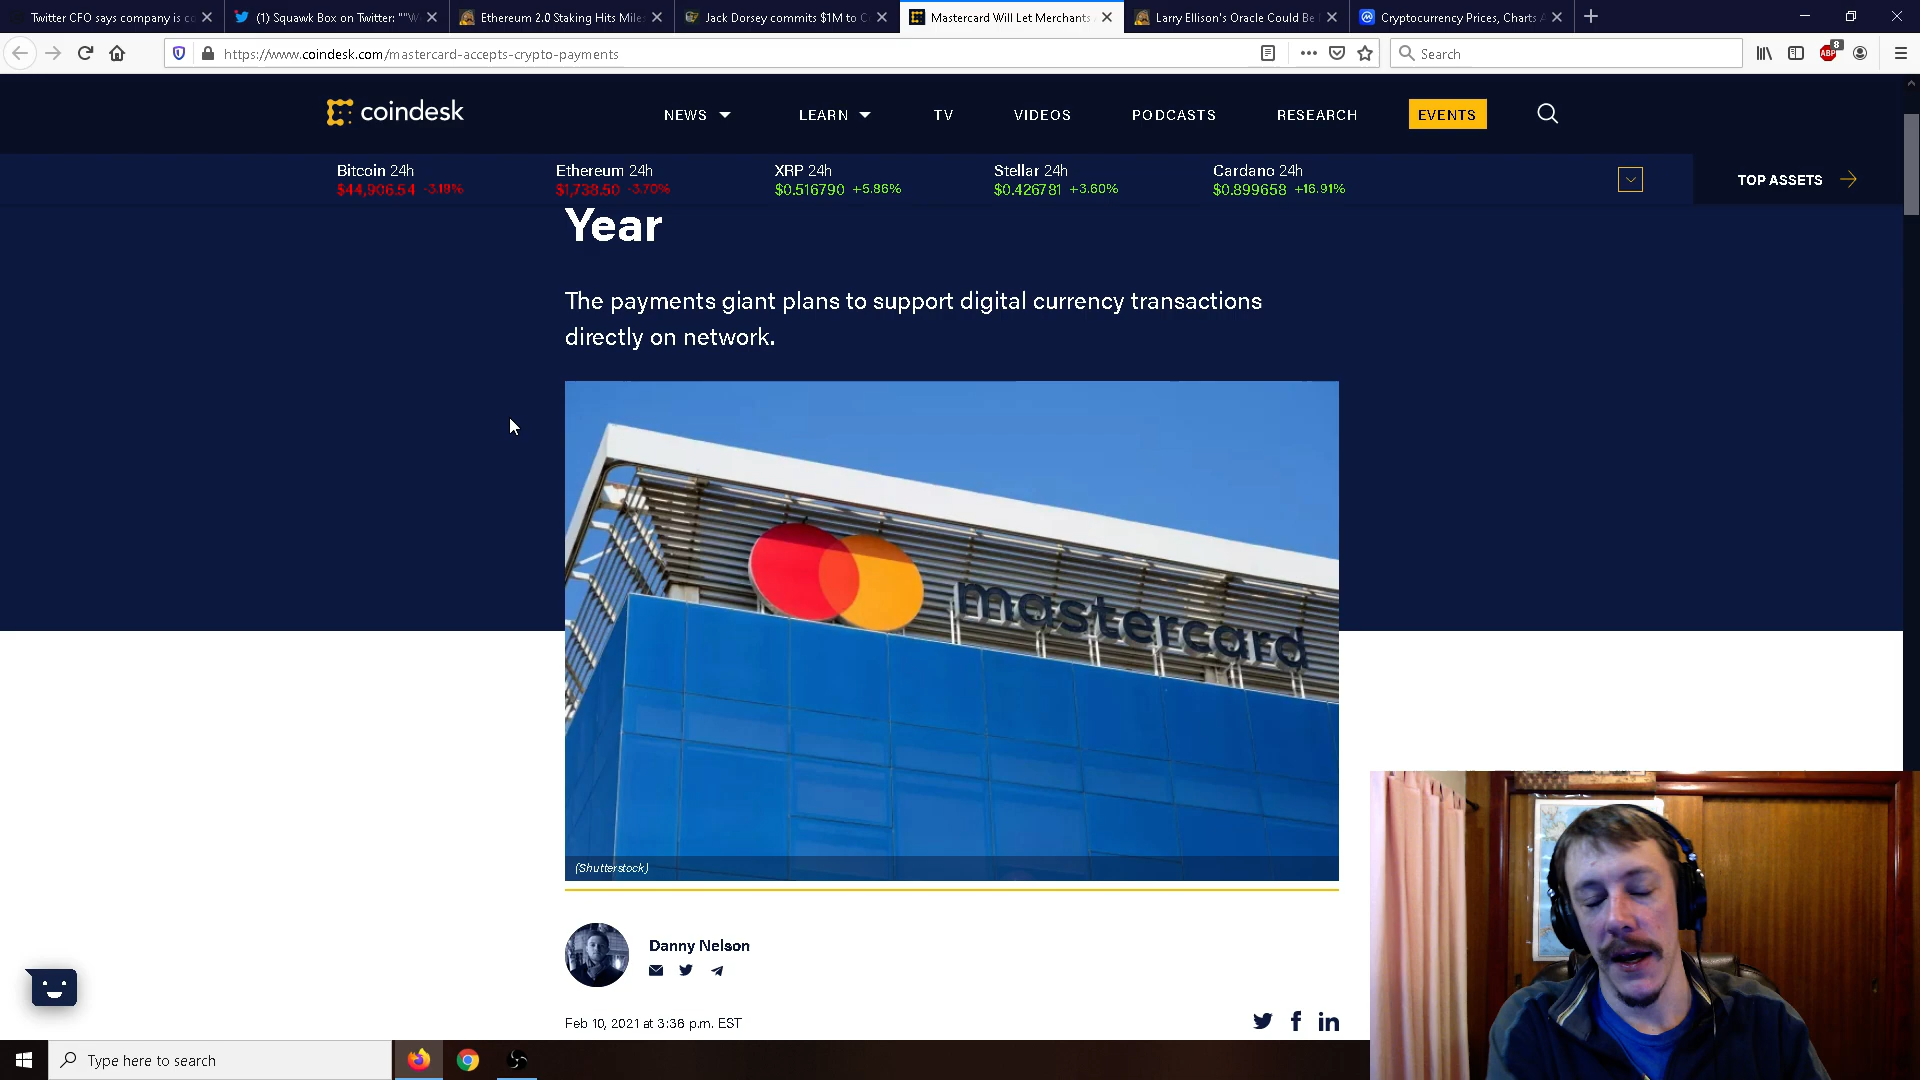 Twitter CFO says company is co
(1) Squawk Box on Twitter: ""W
Ethereum 2.0 Staking Hits Mile
Jack Dorsey commits $1M to C
Mastercard Will Let Merchants
Larry Ellison's Oracle Could Be
Cryptocurrency Prices, Charts A
https://www.coindesk.com/mastercard-accepts-crypto-payments
Search
ABP
8
coindesk
NEWS
LEARN
TV
VIDEOS
PODCASTS
RESEARCH
EVENTS
Bitcoin 24h
$44,906.54 -3.19%
Ethereum 24h
$1,738.50 -3.70%
XRP 24h
$0.516790 +5.86%
Stellar 24h
$0.426781 +3.60%
Cardano 24h
$0.899658 +16.91%
TOP ASSETS
Year
The payments giant plans to support digital currency transactions
directly on network.
mastercard
(Shutterstock)
Danny Nelson
Feb 10, 2021 at 3:36 p.m. EST
Type here to search